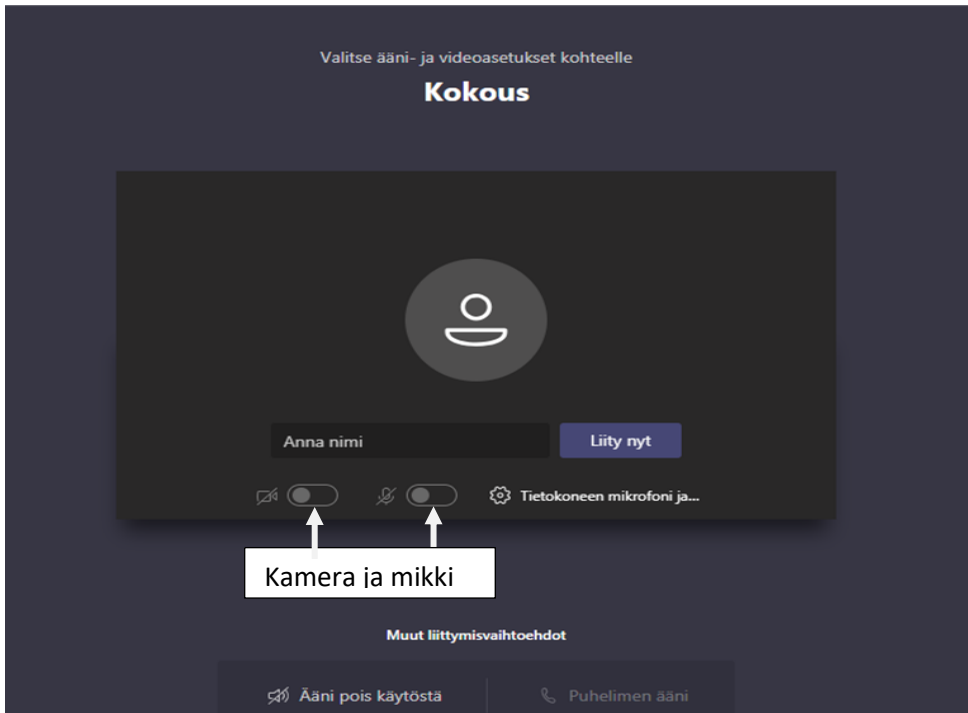 Valitse ääni- ja videoasetukset kohteelle
Kokous
Anna nimi
Liity nyt
Tietokoneen mikrofoni ja...
Kamera ja mikki
Muut liittymisvaihtoehdot
Ääni pois käytöstä
Puhelimen ääni